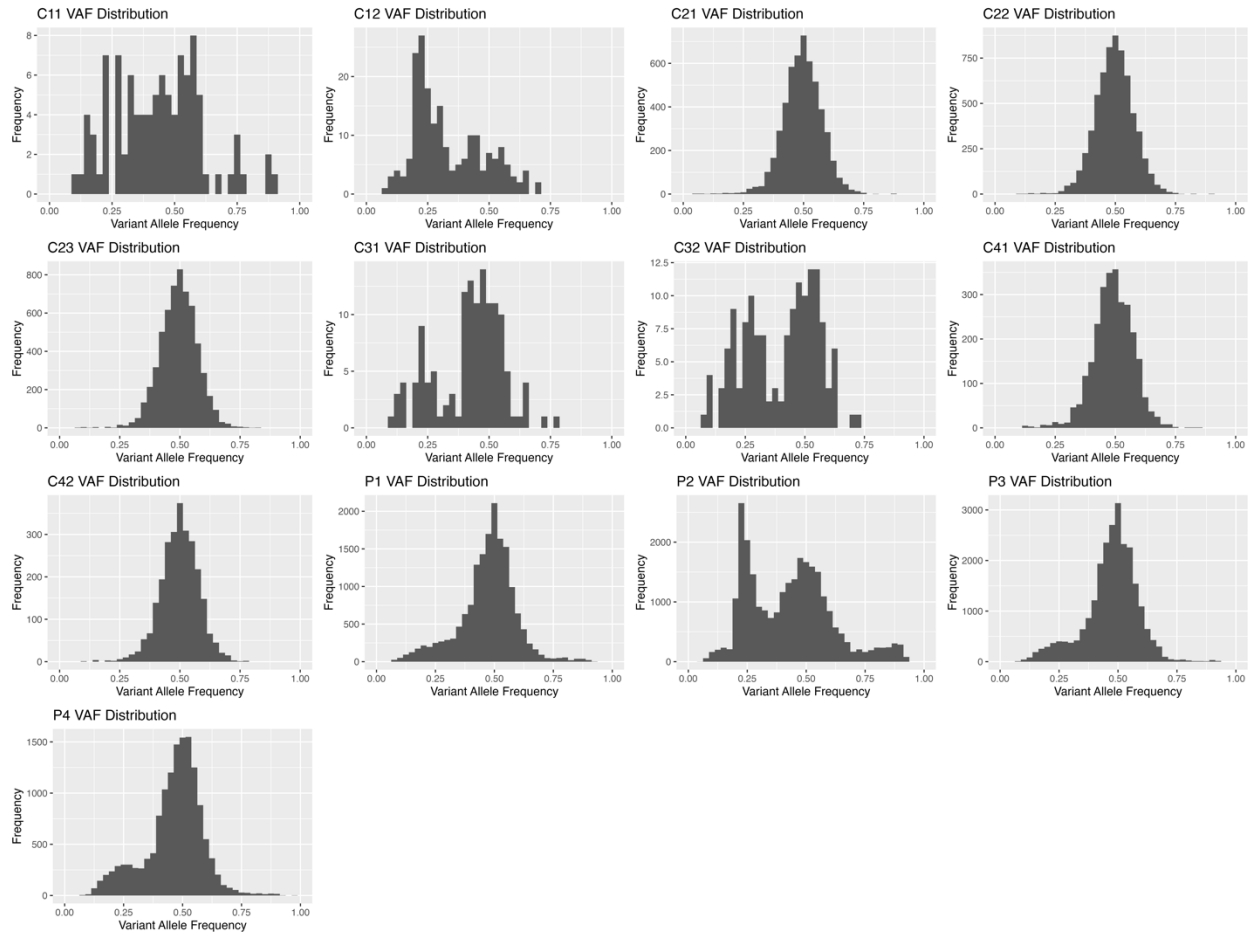 C11 VAF Distribution
Frequency
8
6
4
2
0
0.00 0.25 0.50 0.75 1.00
Variant Allele Frequency
C12 VAF Distribution
Frequency
20
10
0
0.00 0.25 0.50 0.75 1.00
Variant Allele Frequency
C21 VAF Distribution
Frequency
600
400
200
0
0.00 0.25 0.50 0.75 1.00
Variant Allele Frequency
C22 VAF Distribution
Frequency
750
500
250
0
0.00 0.25 0.50 0.75 1.00
Variant Allele Frequency
C23 VAF Distribution
Frequency
800
600
400
200
0
0.00 0.25 0.50 0.75 1.00
Variant Allele Frequency
C31 VAF Distribution
Frequency
10
5
0
0.00 0.25 0.50 0.75 1.00
Variant Allele Frequency
C32 VAF Distribution
Frequency
12.5
10.0
7.5
5.0
2.5
0.0
0.00 0.25 0.50 0.75 1.00
Variant Allele Frequency
C41 VAF Distribution
Frequency
300
200
100
0
0.00 0.25 0.50 0.75 1.00
Variant Allele Frequency
C42 VAF Distribution
Frequency
300
200
100
0
0.00 0.25 0.50 0.75 1.00
Variant Allele Frequency
P1 VAF Distribution
Frequency
2000
1500
1000
500
0
0.00 0.25 0.50 0.75 1.00
Variant Allele Frequency
P2 VAF Distribution
Frequency
2000
1000
0
0.00 0.25 0.50 0.75 1.00
Variant Allele Frequency
P3 VAF Distribution
Frequency
3000
2000
1000
0
0.00 0.25 0.50 0.75 1.00
Variant Allele Frequency
P4 VAF Distribution
Frequency
1500
1000
500
0
0.00 0.25 0.50 0.75 1.00
Variant Allele Frequency